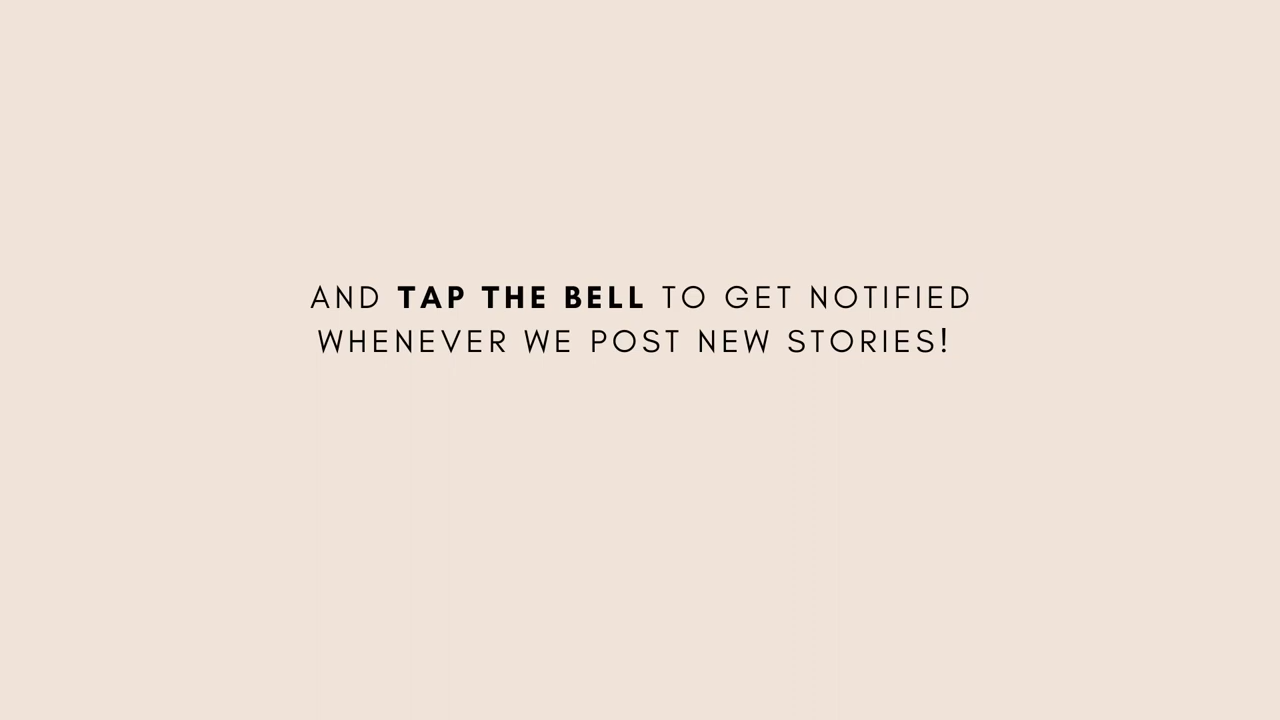 AND TAP THE BELL TO GET NOTIFIED
WHENEVER WE POST NEW STORIES!